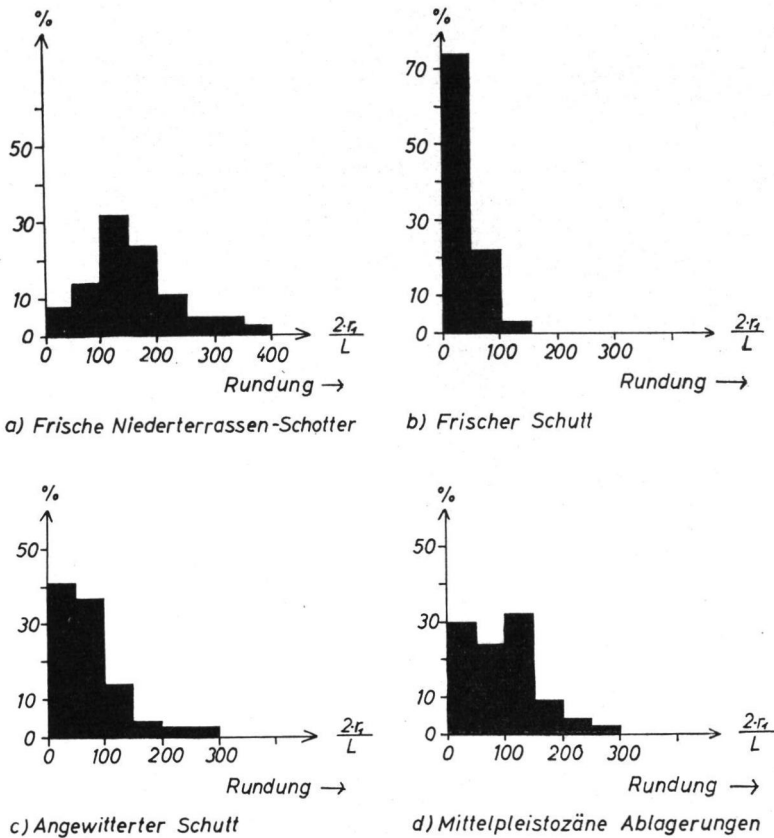 %
50
30
10
0
0
100
200
300
400
2·r₁
L
Rundung →
a) Frische Niederterrassen-Schotter
%
70
50
30
10
0
0
100
200
300
2·r₁
L
Rundung →
b) Frischer Schutt
%
50
30
10
0
0
100
200
300
2·r₁
L
Rundung →
c) Angewitterter Schutt
%
50
30
10
0
0
100
200
300
2·r₁
L
Rundung →
d) Mittelpleistozäne Ablagerungen